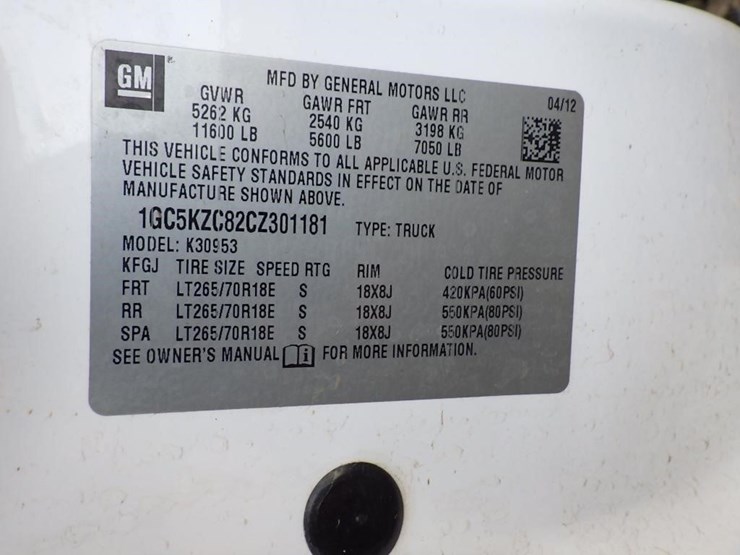 GM
MFD BY GENERAL MOTORS LLC
04/12
GVWR GAWR FRT GAWR RR
5262 KG 2540 KG 3198 KG
11600 LB 5600 LB 7050 LB
THIS VEHICLE CONFORMS TO ALL APPLICABLE U.S. FEDERAL MOTOR
VEHICLE SAFETY STANDARDS IN EFFECT ON THE DATE OF
MANUFACTURE SHOWN ABOVE.
1GC5KZC82CZ301181 TYPE: TRUCK
MODEL: K30953
KFGJ TIRE SIZE SPEED RTG RIM COLD TIRE PRESSURE
FRT LT265/70R18E S 18X8J 420KPA(60PSI)
RR LT265/70R18E S 18X8J 550KPA(80PSI)
SPA LT265/70R18E S 18X8J 550KPA(80PSI)
SEE OWNER'S MANUAL i FOR MORE INFORMATION.